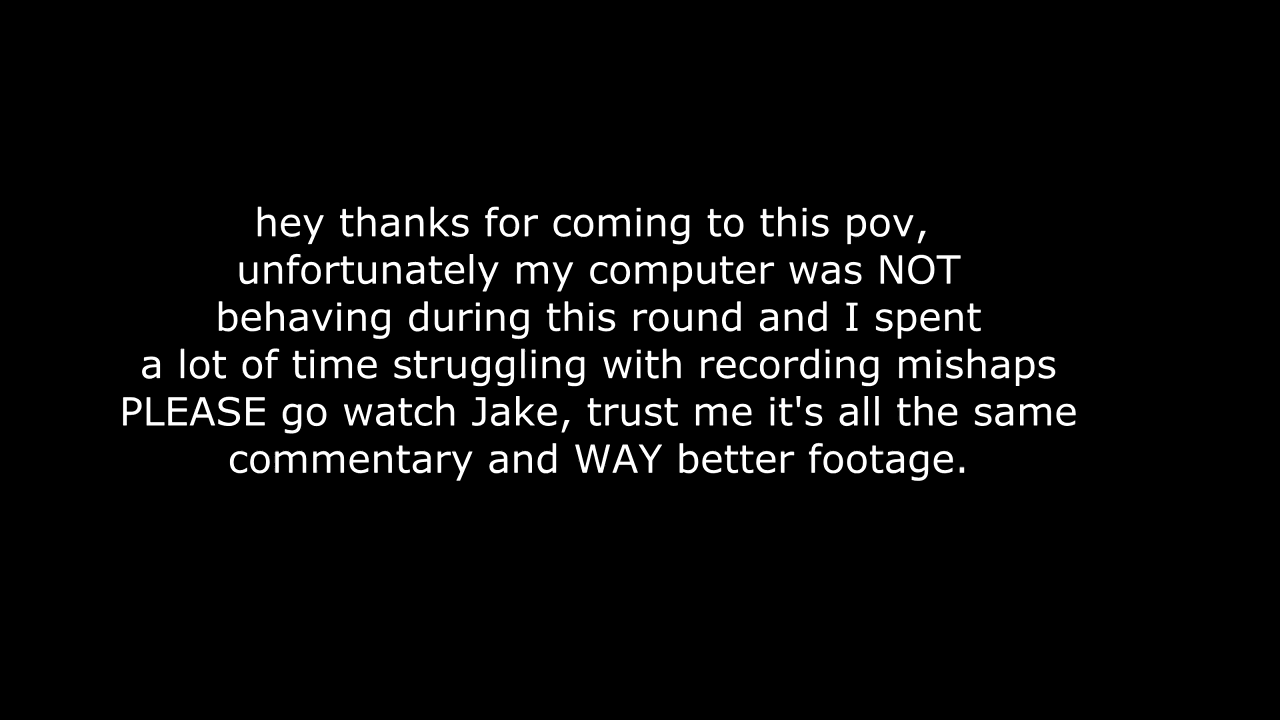 hey thanks for coming to this pov,
unfortunately my computer was NOT
behaving during this round and I spent
a lot of time struggling with recording mishaps
PLEASE go watch Jake, trust me it's all the same
commentary and WAY better footage.